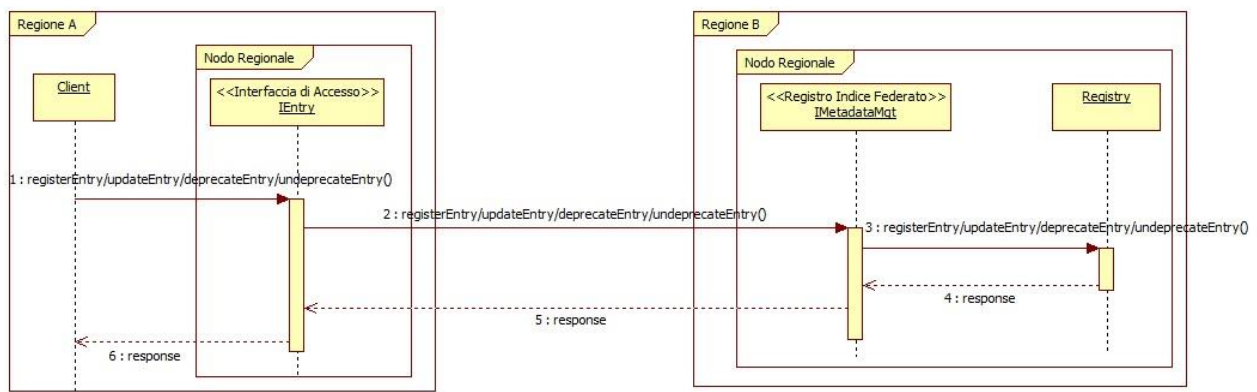 Regione A
Regione B
Nodo Regionale
Nodo Regionale
Client
<<Interfaccia di Accesso>>
IEntry
<<Registro Indice Federato>>
IMetadataMgt
Registry
1 : registerEntry/updateEntry/deprecateEntry/undeprecateEntry()
2 : registerEntry/updateEntry/deprecateEntry/undeprecateEntry()
3 : registerEntry/updateEntry/deprecateEntry/undeprecateEntry()
4 : response
5 : response
6 : response